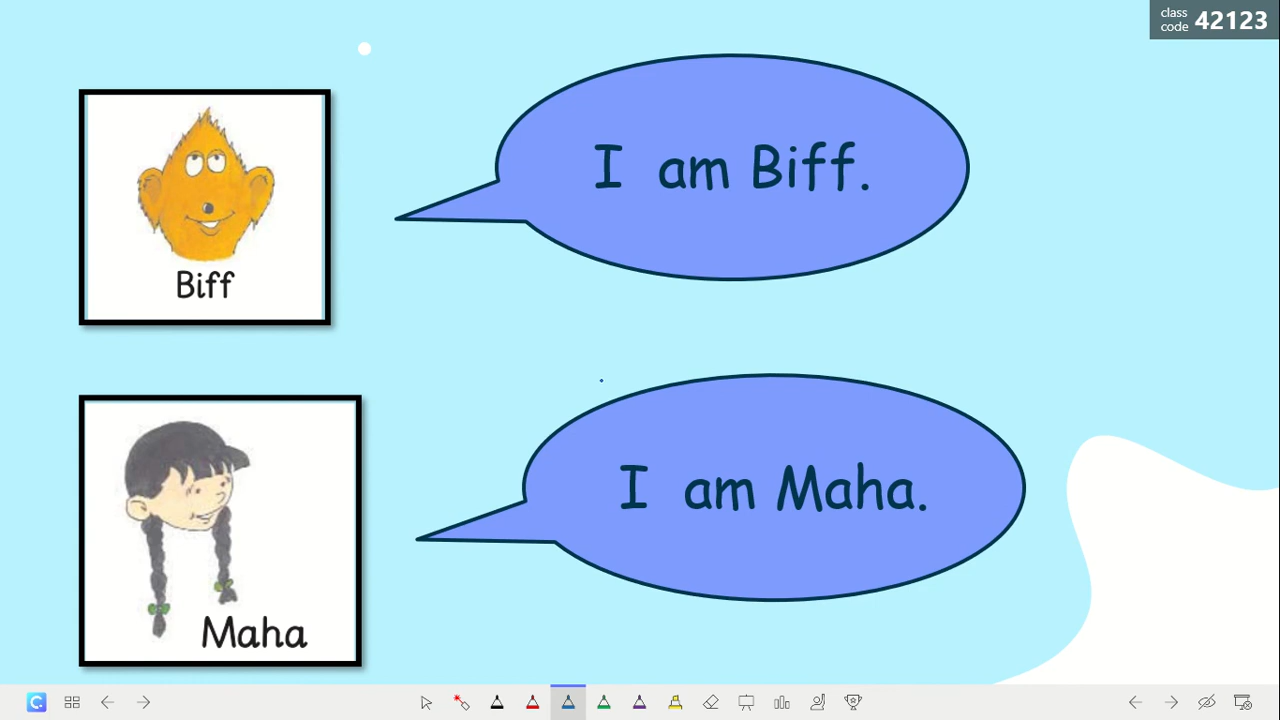 class
code 42123
I am Biff.
Biff
I am Maha.
Maha